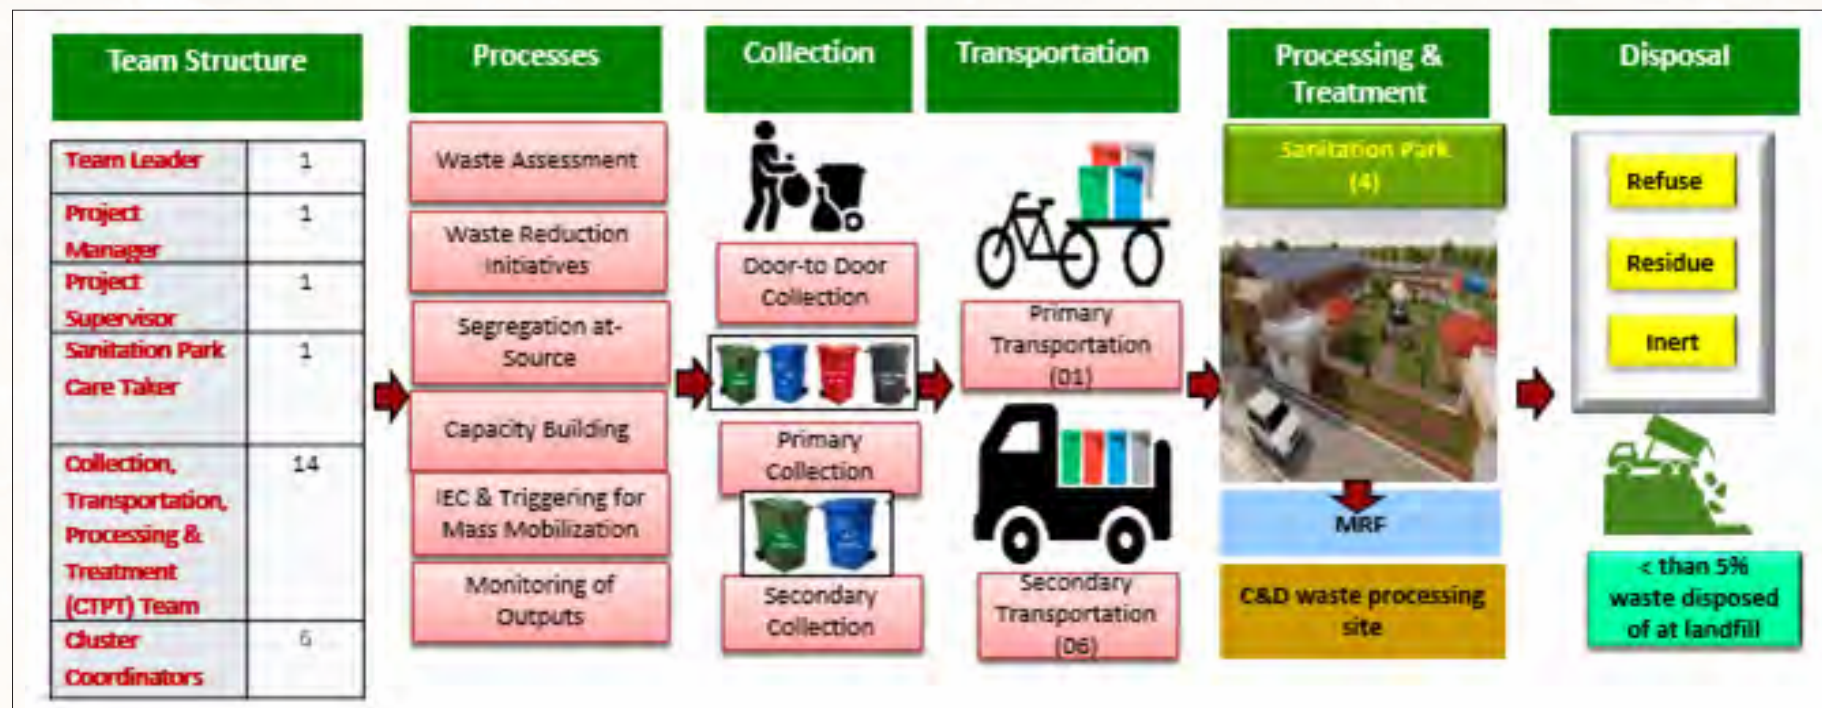 Team Structure
Team Leader 1
Project 1
Manager
Project 1
Supervisor
Sanitation Park 1
Care Taker
Collection, 14
Transportation,
Processing &
Treatment
(CTPT) Team
Cluster 6
Coordinators
Processes
Waste Assessment
Waste Reduction
Initiatives
Segregation at-
Source
Capacity Building
IEC & Triggering for
Mass Mobilization
Monitoring of
Outputs
Collection
Door-to Door
Collection
Primary
Collection
Secondary
Collection
Transportation
Primary
Transportation
(01)
Secondary
Transportation
(06)
Processing &
Treatment
Sanitation Park
(4)
MRF
C&D waste processing
site
Disposal
Refuse
Residue
Inert
< than 5%
waste disposed
of at landfill